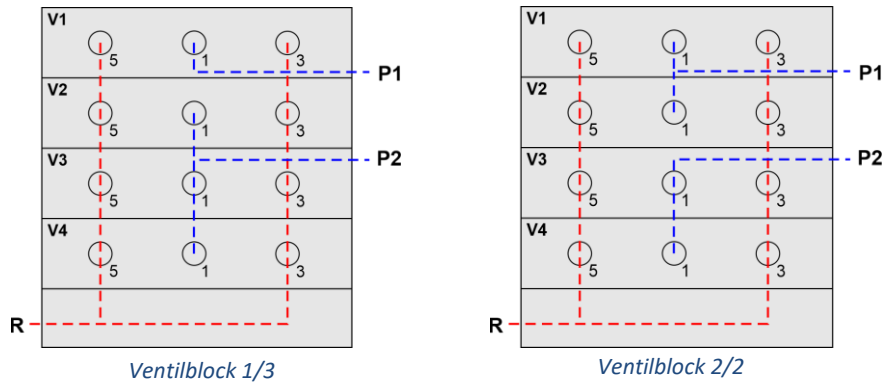 V1
5 1 3
P1
V2
5 1 3
P2
V3
5 1 3
V4
5 1 3
R
Ventilblock 1/3
V1
5 1 3
P1
V2
5 1 3
P2
V3
5 1 3
V4
5 1 3
R
Ventilblock 2/2